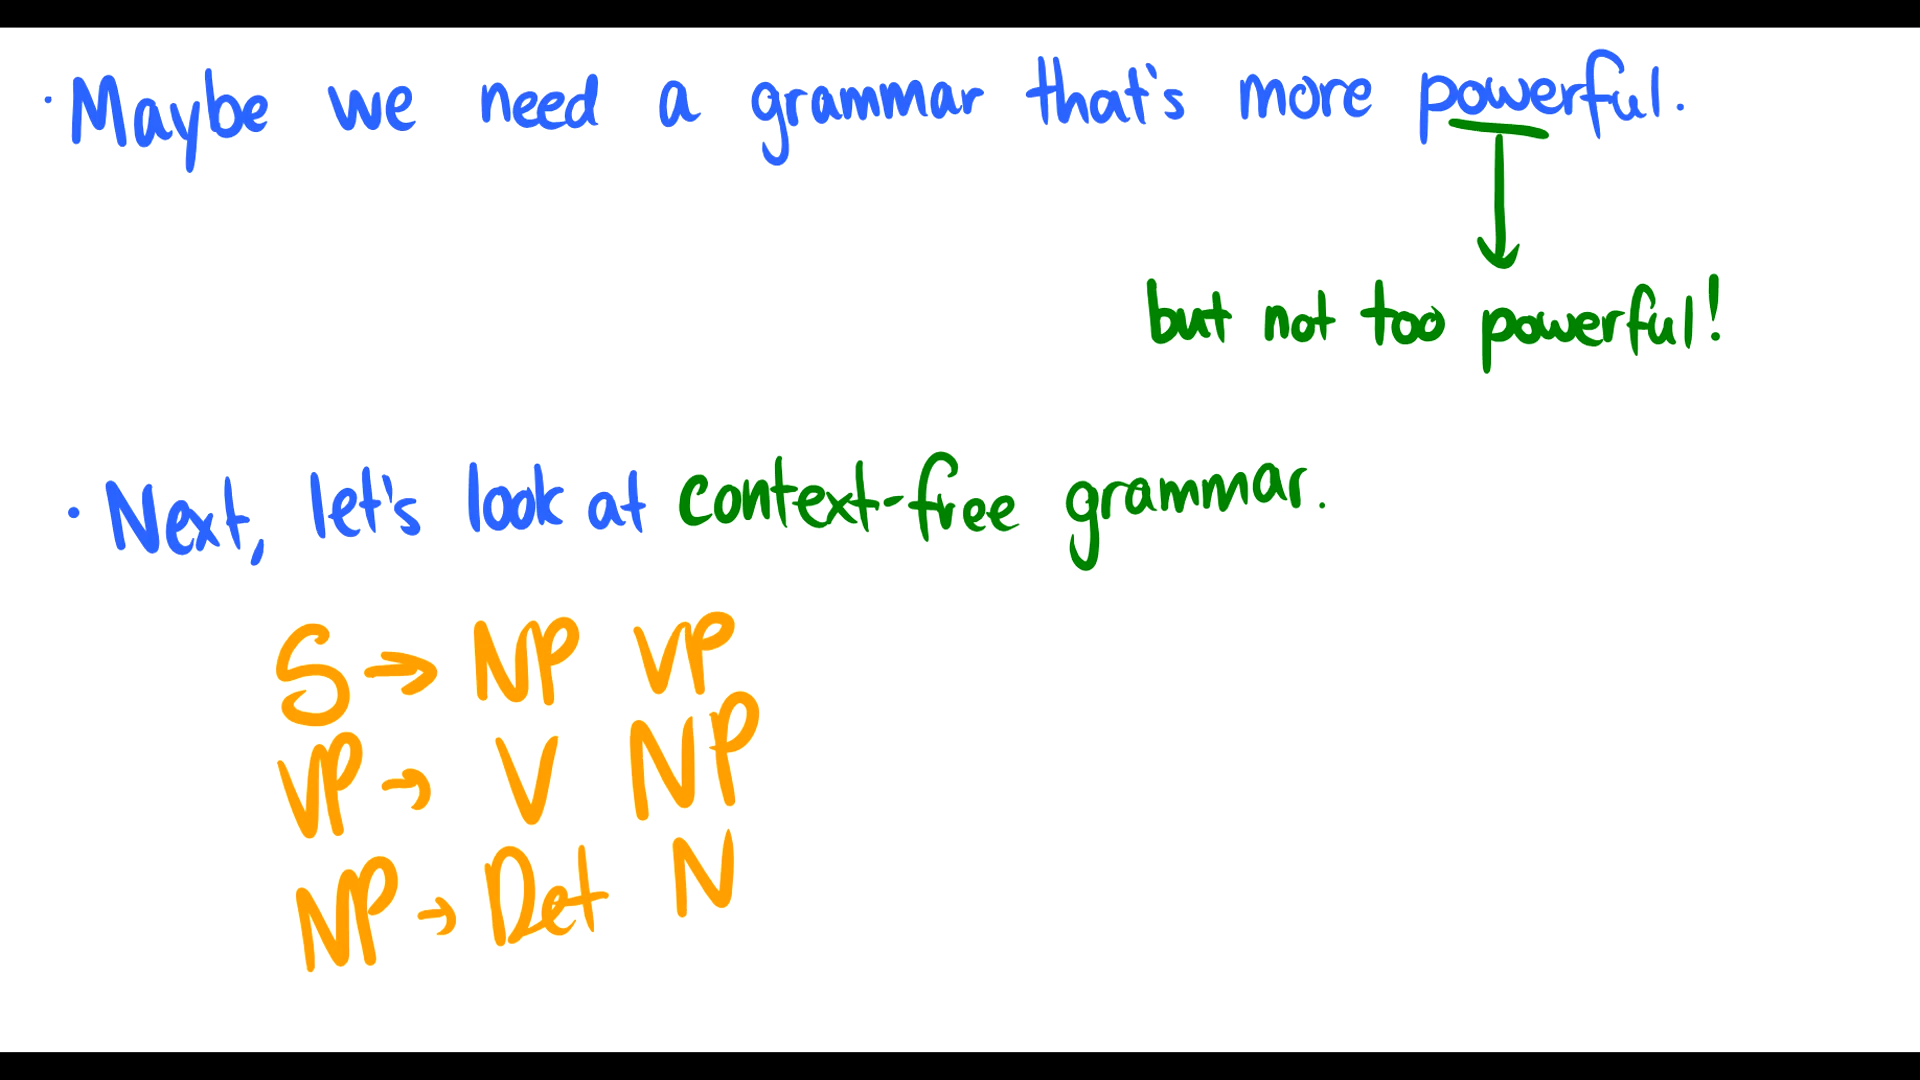 · Maybe we need a grammar that's more powerful.
but not too powerful!
· Next, let's look at context-free grammar.
S → NP VP
VP → V NP
NP → Det N